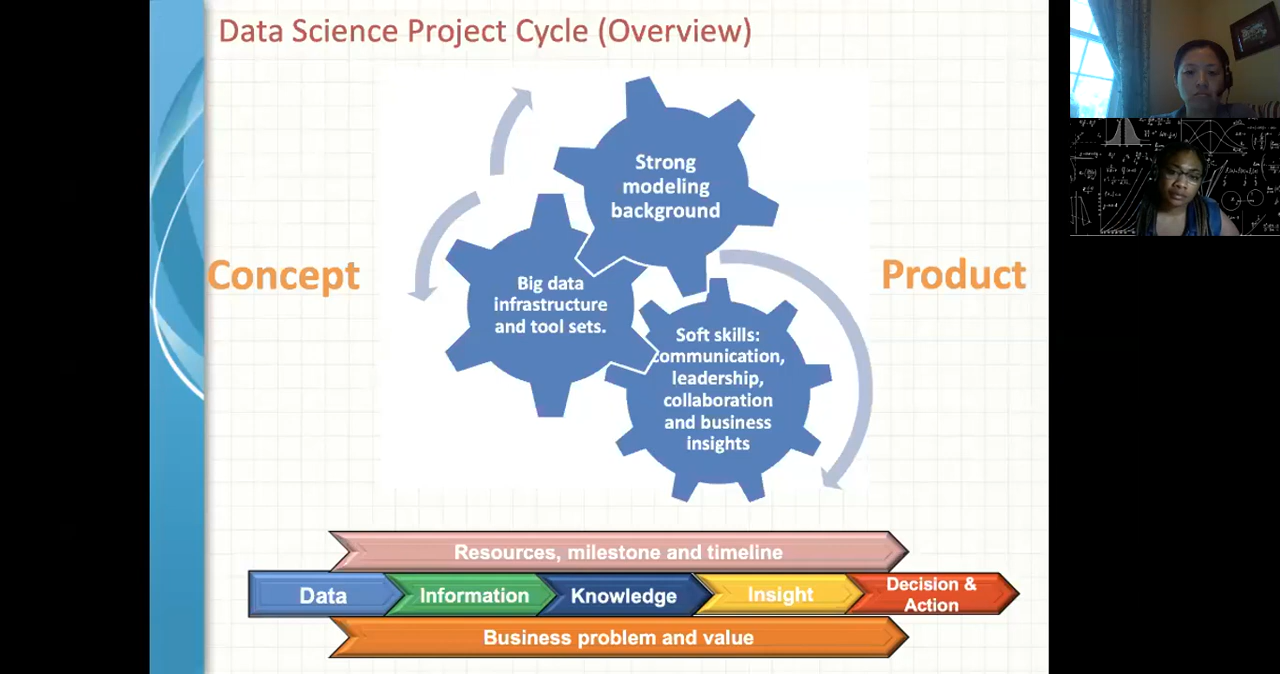 Data Science Project Cycle (Overview)
Strong
modeling
background
Concept
Product
Big data
infrastructure
and tool sets.
Soft skills:
communication,
leadership,
collaboration
and business
insights
Resources, milestone and timeline
Data
Information
Knowledge
Insight
Decision &
Action
Business problem and value